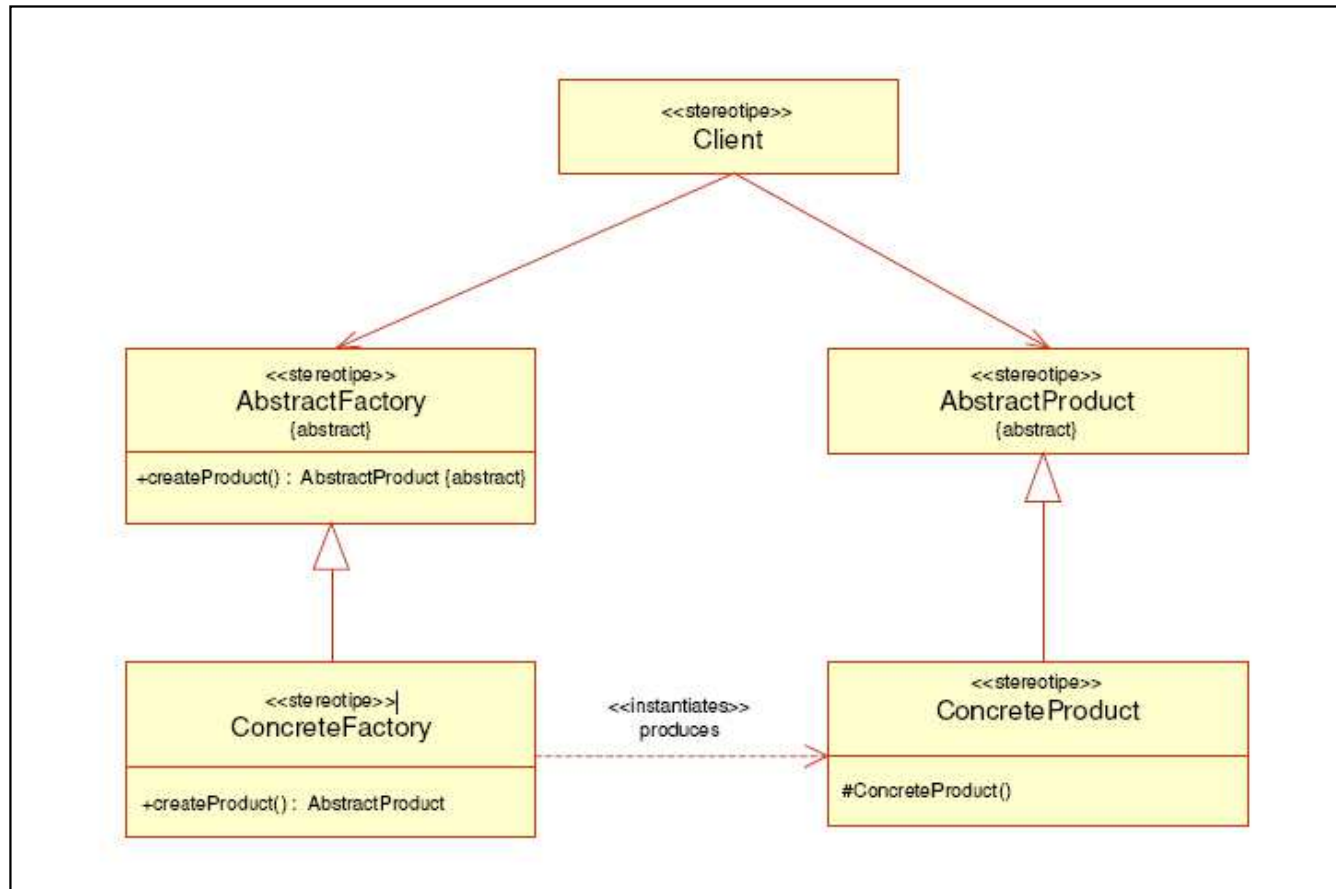 <<stereotipe>>
Client
<<stereotipe>>
AbstractFactory
{abstract}
+createProduct() : AbstractProduct {abstract}
<<stereotipe>>
AbstractProduct
{abstract}
<<stereotipe>>
ConcreteFactory
+createProduct() : AbstractProduct
<<instantiates>>
produces
<<stereotipe>>
ConcreteProduct
#ConcreteProduct()